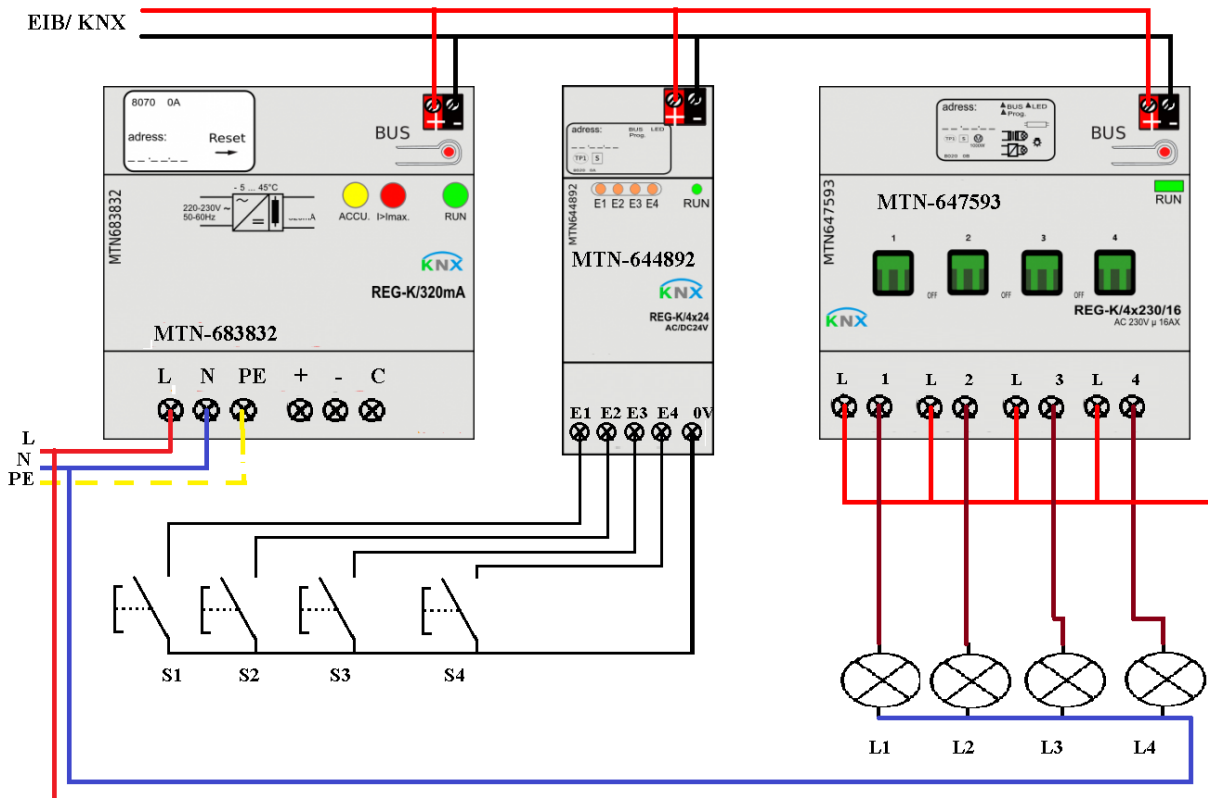 EIB/ KNX
8070 0A
adress:
Reset
_ _._ _._ _ _
BUS
+ -
MTN683832
- 5 ... 45°C
220-230V ~
50-60Hz
ACCU. I>Imax. RUN
KNX
REG-K/320mA
MTN-683832
L N PE + - C
L
N
PE
adress:
BUS LED
Prog.
TP1 S
8020 0A
+ -
MTN644892
E1 E2 E3 E4 RUN
MTN-644892
KNX
REG-K/4x24
AC/DC24V
E1 E2 E3 E4 0V
S1 S2 S3 S4
adress:
BUS LED
Prog.
TP1 S
BUS
+ -
MTN647593
MTN-647593
RUN
1 2 3 4
OFF OFF OFF
KNX
REG-K/4x230/16
AC 230V µ 16AX
L 1 L 2 L 3 L 4
L1 L2 L3 L4